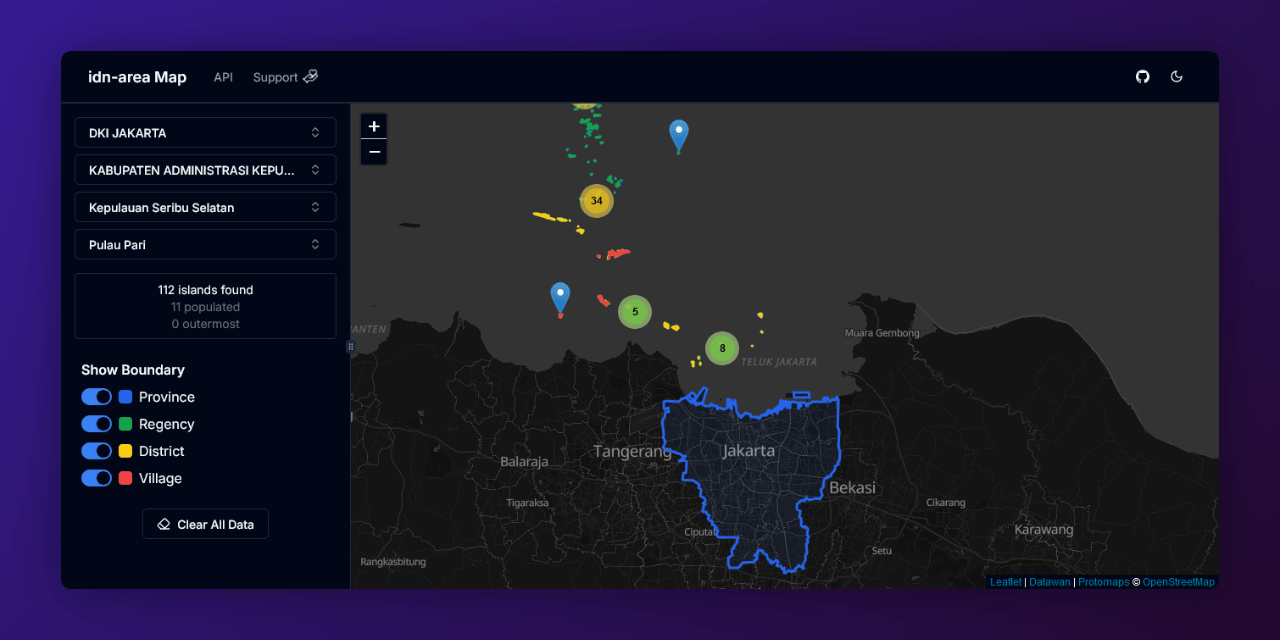 idn-area Map
API
Support
DKI JAKARTA
KABUPATEN ADMINISTRASI KEPU...
Kepulauan Seribu Selatan
Pulau Pari
112 islands found
11 populated
0 outermost
Show Boundary
Province
Regency
District
Village
Clear All Data
+
−
34
5
8
ANTEN
TELUK JAKARTA
Muara Gembong
Tangerang
Jakarta
Balaraja
Bekasi
Tigaraksa
Cikarang
Karawang
Ciputat
Setu
Rangkasbitung
Leaflet | Datawan | Protomaps © OpenStreetMap